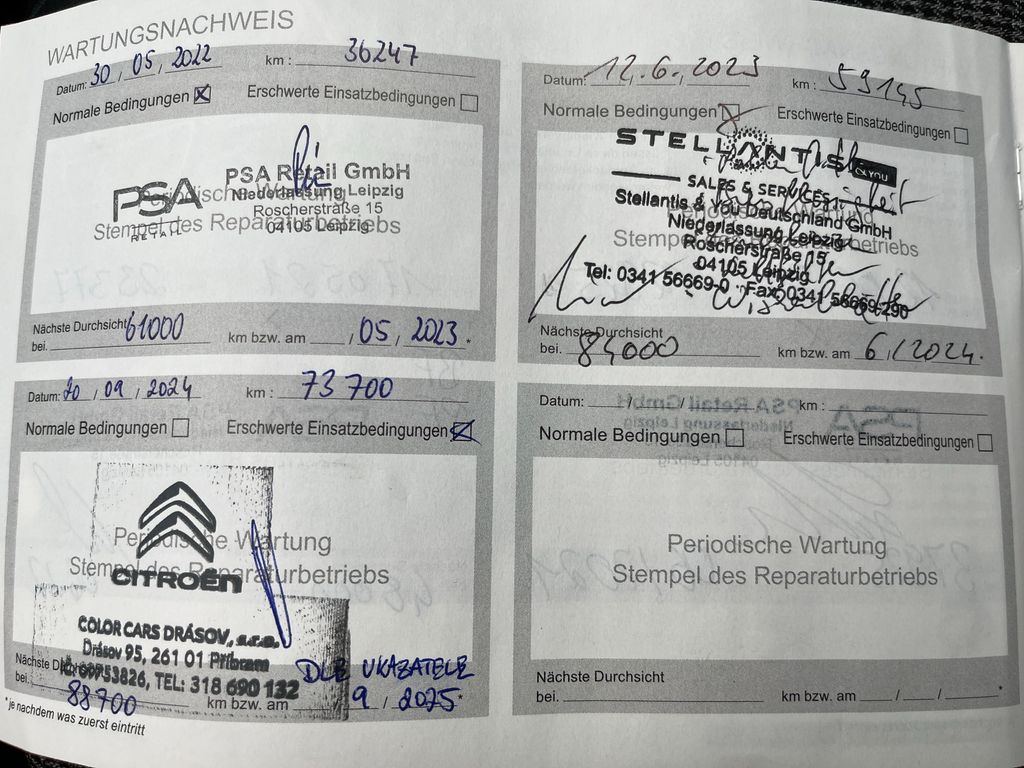 WARTUNGSNACHWEIS
Datum: 30 / 05 / 2022 km : 36247
Normale Bedingungen Erschwerte Einsatzbedingungen
PSA RETAIL
PSA Retail GmbH
Niederlassung Leipzig
Roscherstraße 15
04105 Leipzig
Periodische Wartung
Stempel des Reparaturbetriebs
Nächste Durchsicht
bei. 61000 km bzw. am / 05 / 2023 *
Datum: 12.6./2023 km : 59145
Normale Bedingungen Erschwerte Einsatzbedingungen
STELLANTIS
&YOU
SALES & SERVICES
Stellantis & You Deutschland GmbH
Niederlassung Leipzig
Roscherstraße 15
04105 Leipzig
Tel: 0341 56669-0 Fax 0341 56669-290
Periodische Wartung
Stempel des Reparaturbetriebs
Nächste Durchsicht
bei. 84000 km bzw. am 6./2024.
Datum: 20 / 09 / 2024 km : 73 700
Normale Bedingungen Erschwerte Einsatzbedingungen
CITROËN
COLOR CARS DRÁSOV, s.r.o.
Drásov 95, 261 01 Příbram
IČ: 09753826, TEL: 318 690 132
Periodische Wartung
Stempel des Reparaturbetriebs
DLE UKAZATELE
Nächste Durchsicht
bei. 88700 km bzw. am 9 / 2025 *
Datum: / / km :
Normale Bedingungen Erschwerte Einsatzbedingungen
Periodische Wartung
Stempel des Reparaturbetriebs
Nächste Durchsicht
bei. km bzw. am / / *
* je nachdem was zuerst eintritt